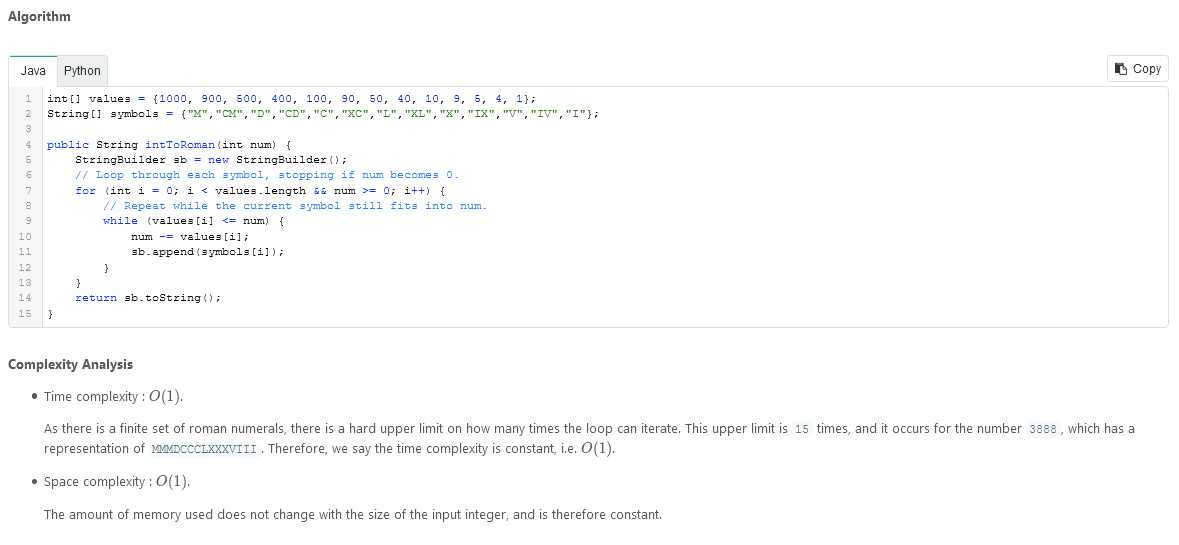 Algorithm
Java Python Copy
1 int[] values = {1000, 900, 500, 400, 100, 90, 50, 40, 10, 9, 5, 4, 1};
2 String[] symbols = {"M","CM","D","CD","C","XC","L","XL","X","IX","V","IV","I"};
3
4 public String intToRoman(int num) {
5     StringBuilder sb = new StringBuilder();
6     // Loop through each symbol, stopping if num becomes 0.
7     for (int i = 0; i < values.length && num >= 0; i++) {
8         // Repeat while the current symbol still fits into num.
9         while (values[i] <= num) {
10             num -= values[i];
11             sb.append(symbols[i]);
12         }
13     }
14     return sb.toString();
15 }
Complexity Analysis
• Time complexity : O(1).
As there is a finite set of roman numerals, there is a hard upper limit on how many times the loop can iterate. This upper limit is 15 times, and it occurs for the number 3888, which has a
representation of MMMDCCCLXXXVIII. Therefore, we say the time complexity is constant, i.e. O(1).
• Space complexity : O(1).
The amount of memory used does not change with the size of the input integer, and is therefore constant.